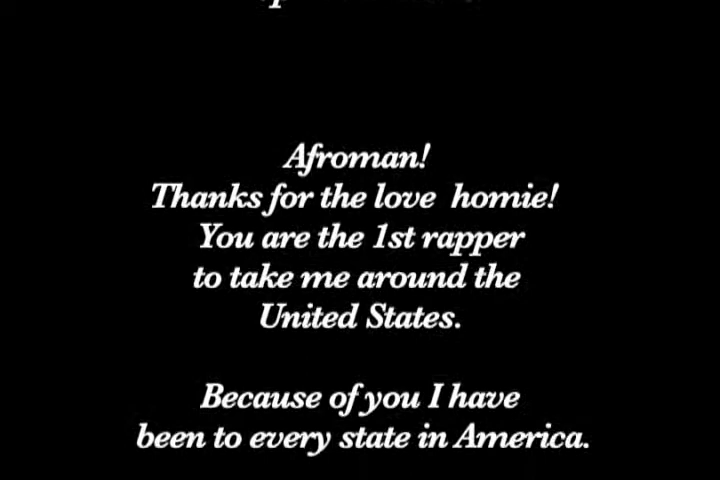 Afroman!
Thanks for the love homie!
You are the 1st rapper
to take me around the
United States.
Because of you I have
been to every state in America.